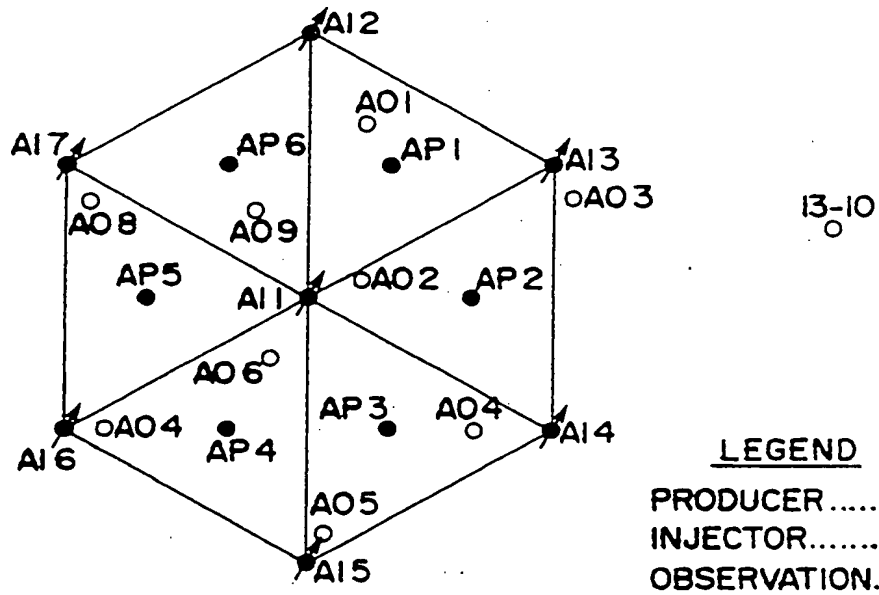 AI2
AO1
AI7
AP6
AP1
AI3
AO3
13-10
AO8
AO9
AP5
AI1
AO2
AP2
AO6
AP3
AO4
AO4
AI6
AP4
AI4
LEGEND
AO5
PRODUCER.....
INJECTOR.......
OBSERVATION.
AI5